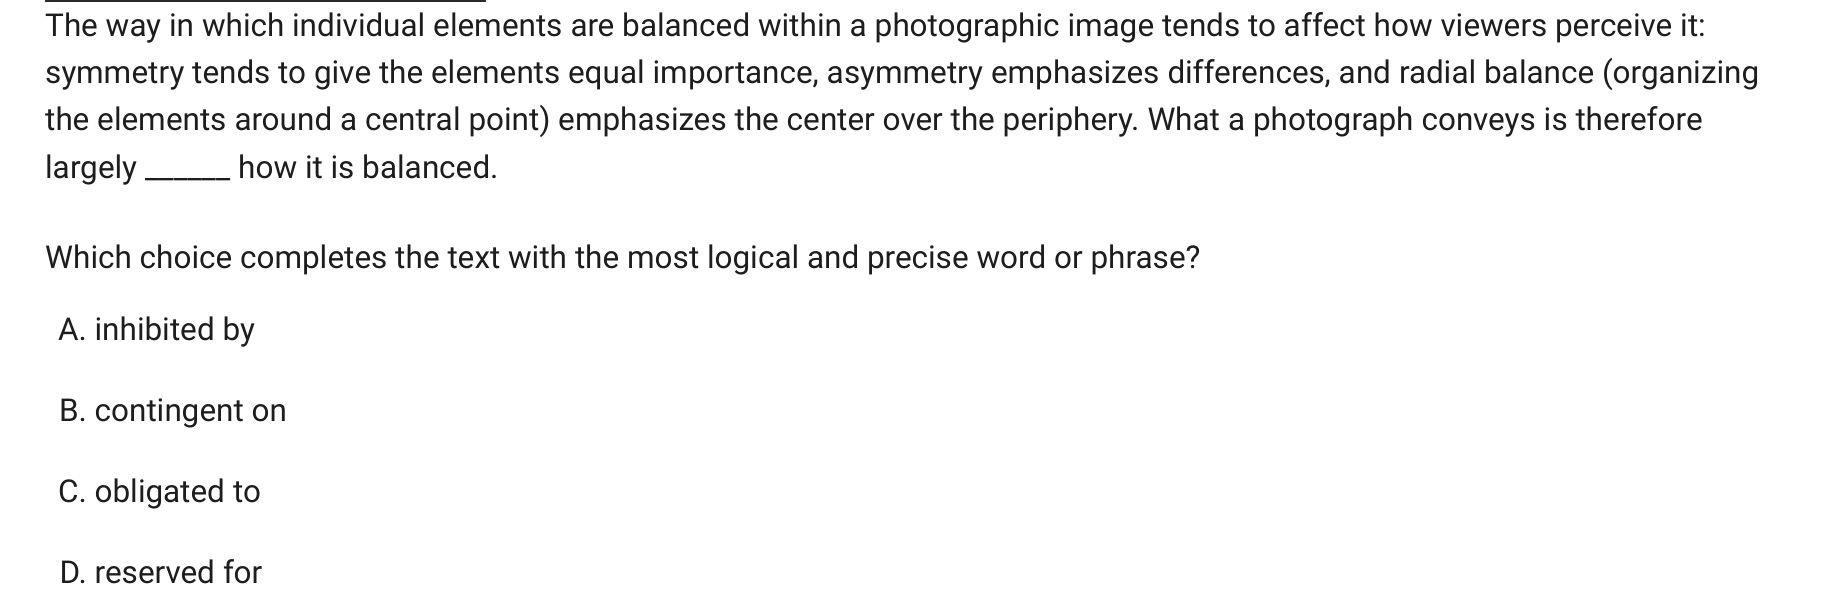 The way in which individual elements are balanced within a photographic image tends to affect how viewers perceive it:
symmetry tends to give the elements equal importance, asymmetry emphasizes differences, and radial balance (organizing
the elements around a central point) emphasizes the center over the periphery. What a photograph conveys is therefore
largely ______ how it is balanced.
Which choice completes the text with the most logical and precise word or phrase?
A. inhibited by
B. contingent on
C. obligated to
D. reserved for